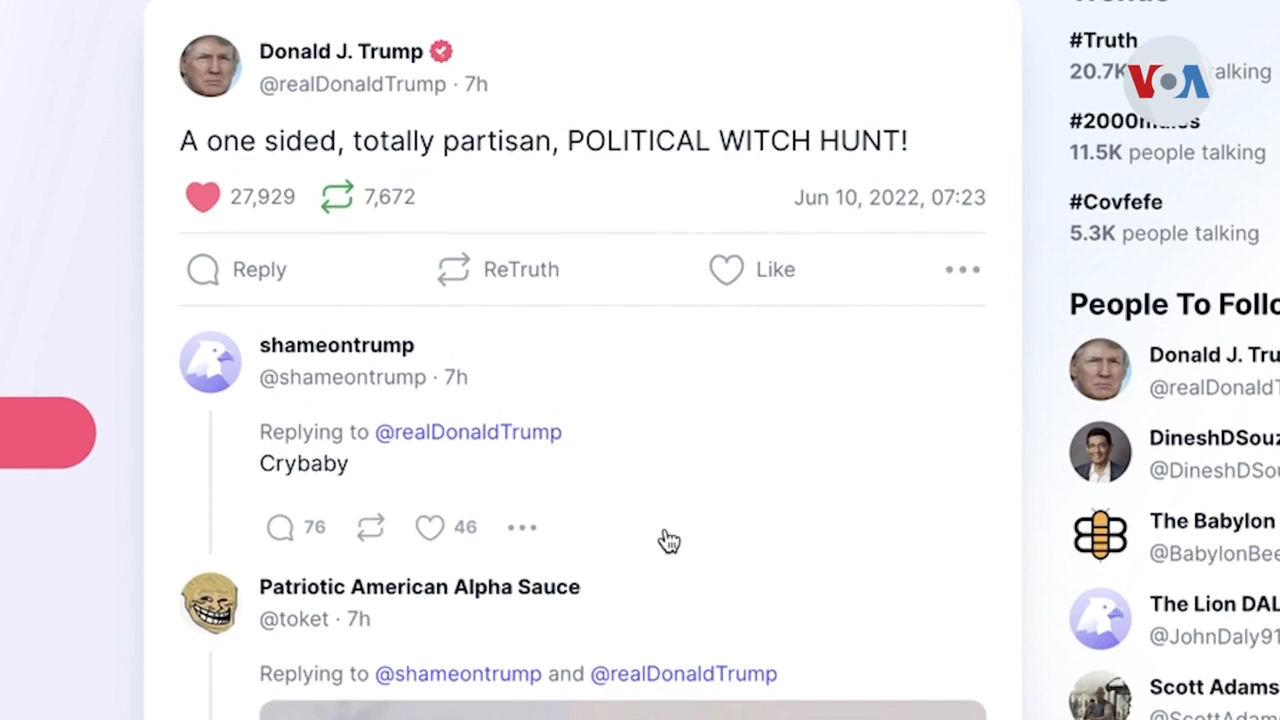 Donald J. Trump
@realDonaldTrump · 7h
A one sided, totally partisan, POLITICAL WITCH HUNT!
27,929 7,672 Jun 10, 2022, 07:23
Reply ReTruth Like
shameontrump
@shameontrump · 7h
Replying to @realDonaldTrump
Crybaby
76 46
Patriotic American Alpha Sauce
@toket · 7h
Replying to @shameontrump and @realDonaldTrump
#Truth
20.7K alking
VOA
#2000mules
11.5K people talking
#Covfefe
5.3K people talking
People To Follo
Donald J. Tru
@realDonaldT
DineshDSouz
@DineshDSou
The Babylon
@BabylonBee
The Lion DAL
@JohnDaly91
Scott Adams
@ScottAdam